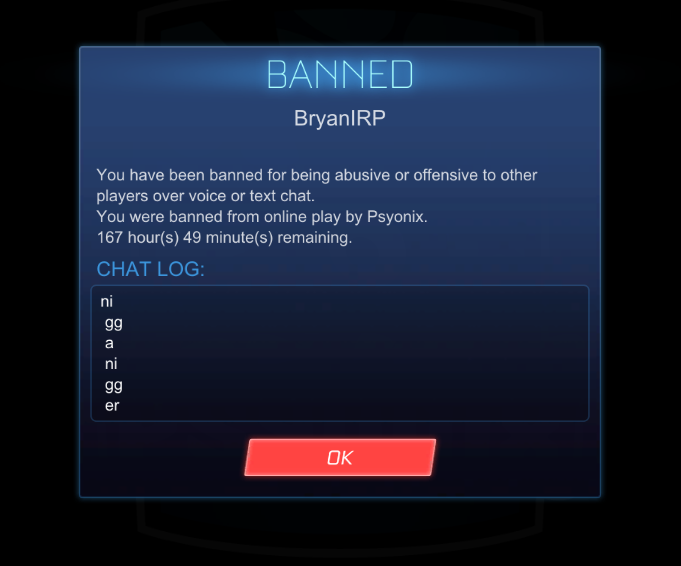 BANNED
BryanIRP
You have been banned for being abusive or offensive to other
players over voice or text chat.
You were banned from online play by Psyonix.
167 hour(s) 49 minute(s) remaining.
CHAT LOG:
ni
gg
a
ni
gg
er
OK